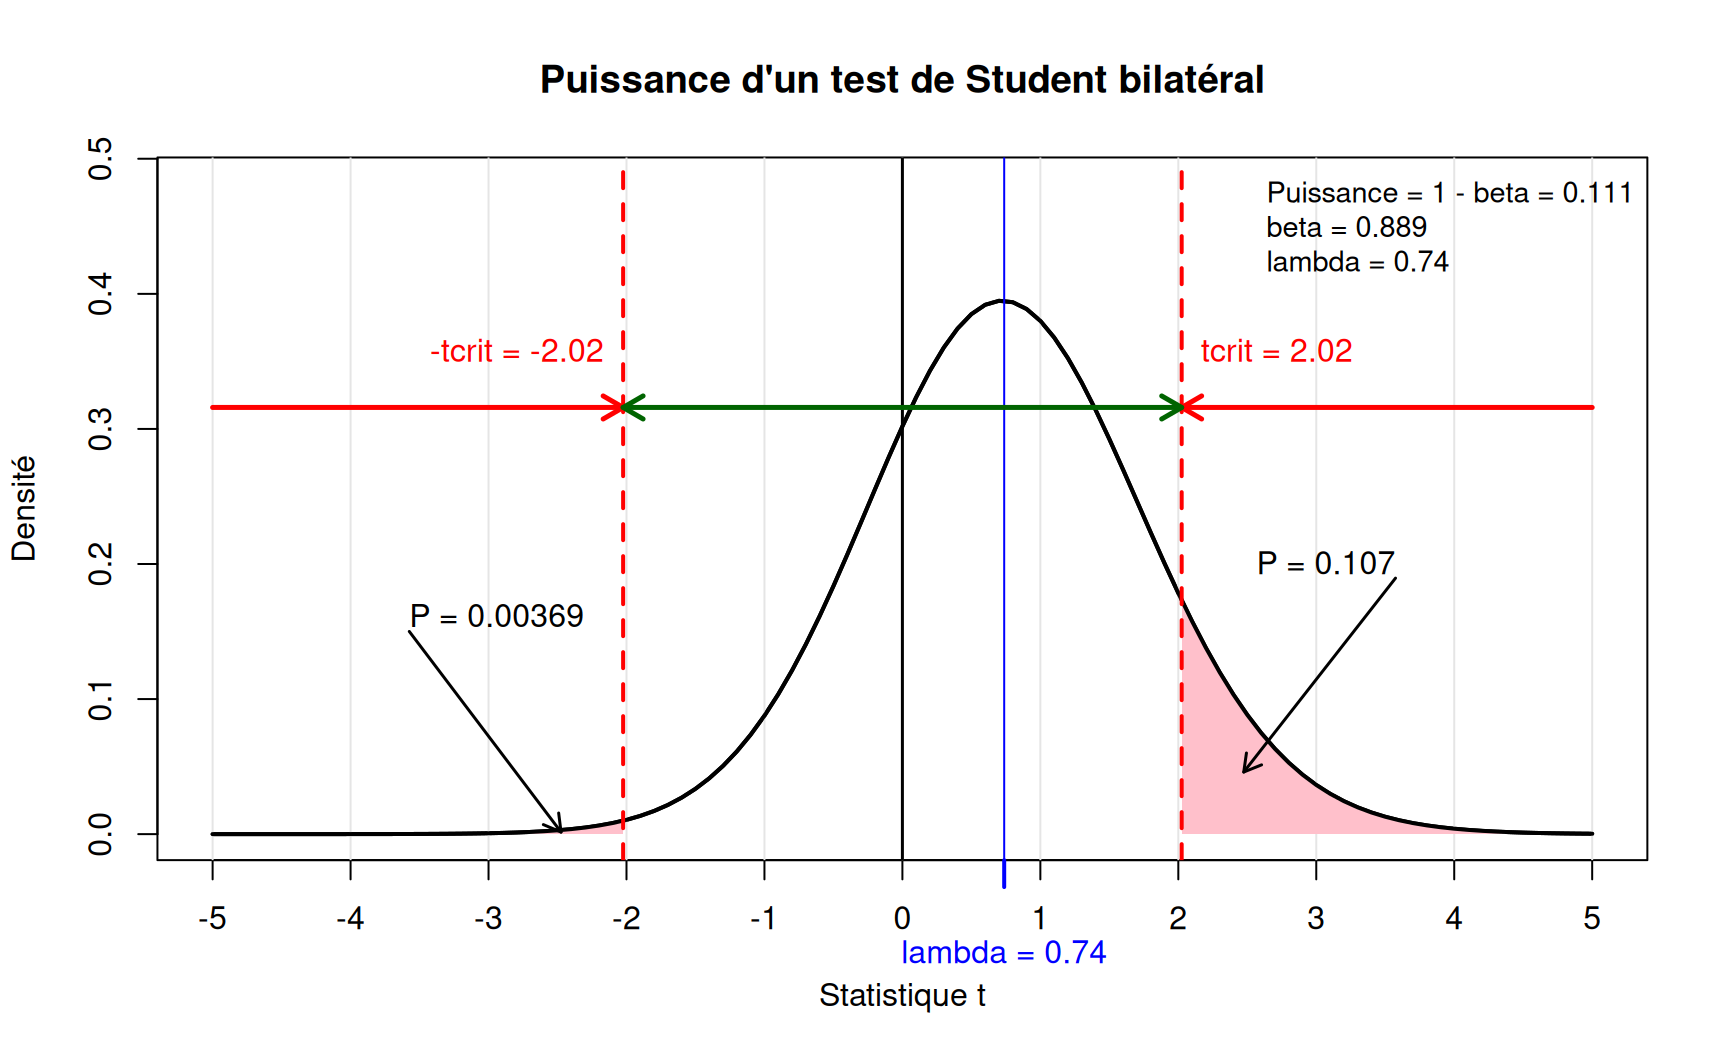 Puissance d'un test de Student bilatéral
Puissance = 1 - beta = 0.111
beta = 0.889
lambda = 0.74
-tcrit = -2.02
tcrit = 2.02
P = 0.107
P = 0.00369
Densité
0.5
0.4
0.3
0.2
0.1
0.0
-5 -4 -3 -2 -1 0 1 2 3 4 5
lambda = 0.74
Statistique t